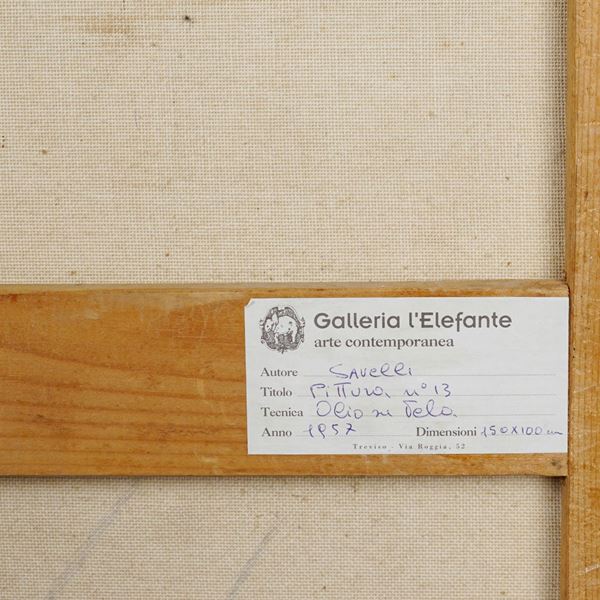 Galleria l'Elefante
arte contemporanea
Autore Savelli
Titolo Pittura n° 13
Tecnica Olio su Tela
Anno 1957 Dimensioni 150x100 cm
Treviso - Via Roggia, 52